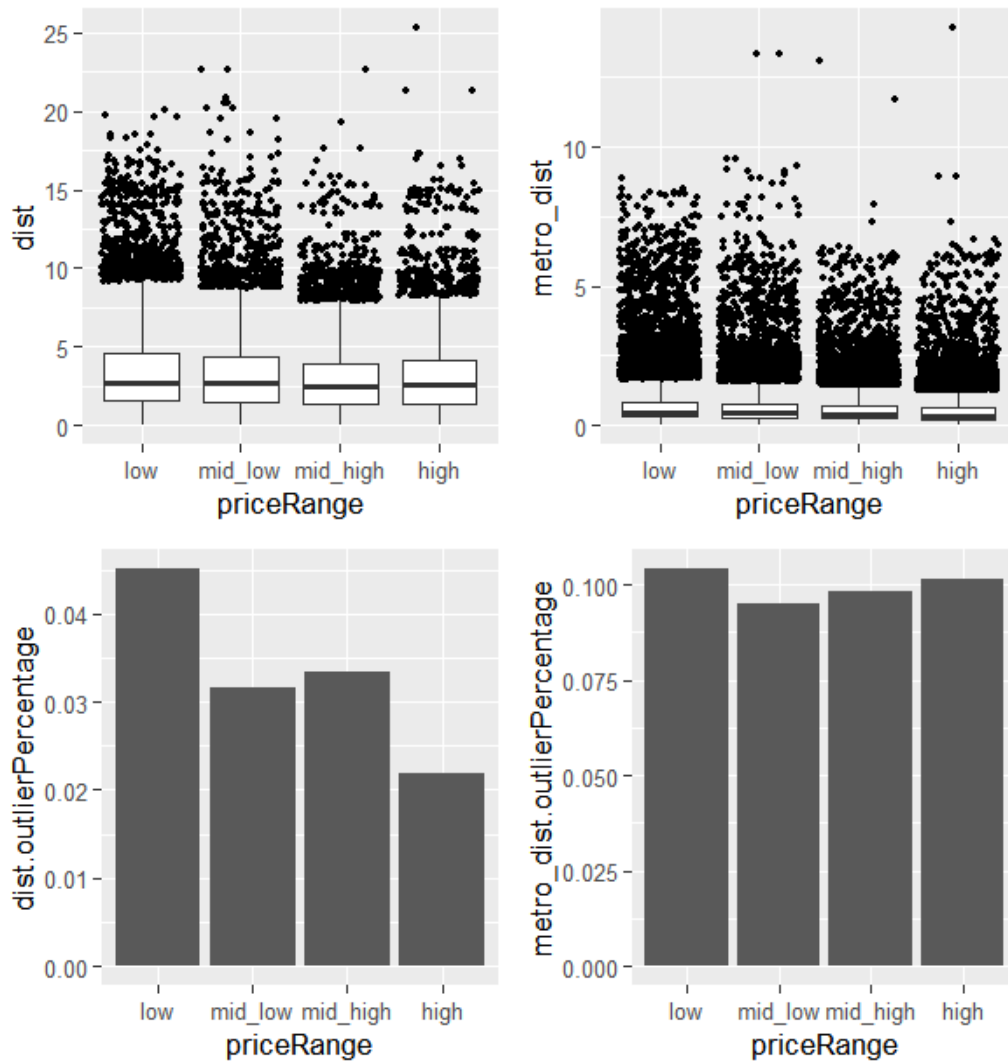 dist
25
20
15
10
5
0
low mid_low mid_high high
priceRange
metro_dist
10
5
0
low mid_low mid_high high
priceRange
dist.outlierPercentage
0.04
0.03
0.02
0.01
0.00
low mid_low mid_high high
priceRange
metro_dist.outlierPercentage
0.100
0.075
0.050
0.025
0.000
low mid_low mid_high high
priceRange